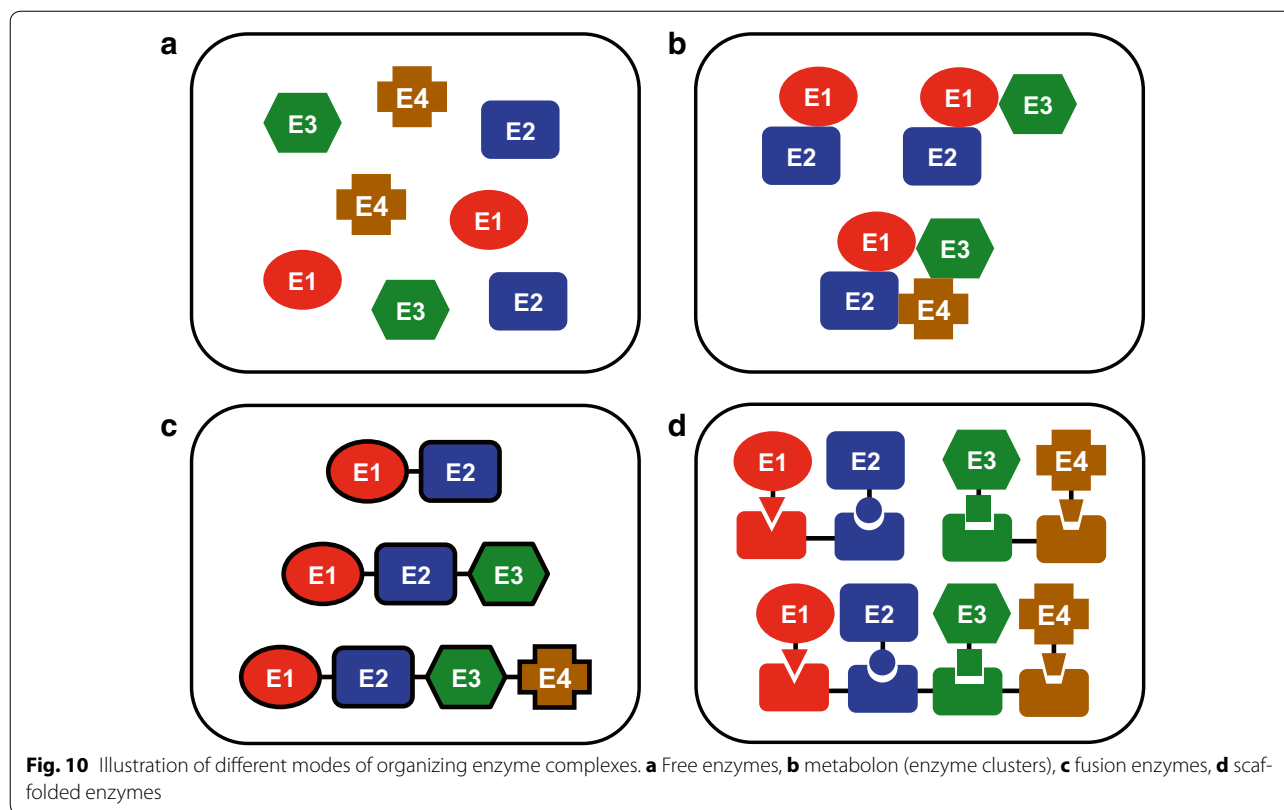 a
E4
E3
E2
E4
E1
E1
E3
E2
b
E1
E1
E3
E2
E2
E1
E3
E2
E4
c
E1
E2
E1
E2
E3
E1
E2
E3
E4
d
E1
E2
E3
E4
E1
E2
E3
E4
Fig. 10 Illustration of different modes of organizing enzyme complexes. a Free enzymes, b metabolon (enzyme clusters), c fusion enzymes, d scaf-
folded enzymes